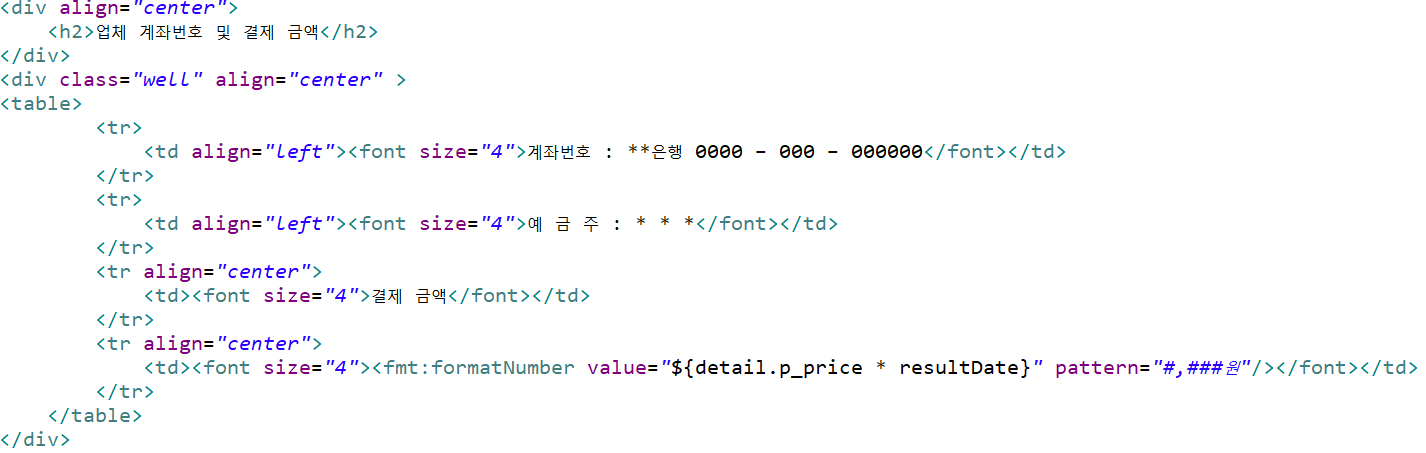 <div align="center">
    <h2>업체 계좌번호 및 결제 금액</h2>
</div>
<div class="well" align="center" >
<table>
        <tr>
            <td align="left"><font size="4">계좌번호 : **은행 0000 – 000 – 000000</font></td>
        </tr>
        <tr>
            <td align="left"><font size="4">예 금 주 : * * *</font></td>
        </tr>
        <tr align="center">
            <td><font size="4">결제 금액</font></td>
        </tr>
        <tr align="center">
            <td><font size="4"><fmt:formatNumber value="${detail.p_price * resultDate}" pattern="#,###원"/></font></td>
        </tr>
    </table>
</div>